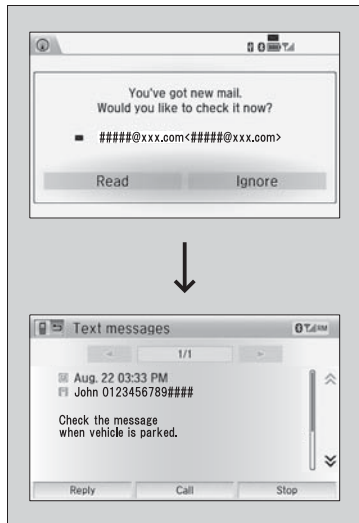 You've got new mail.
Would you like to check it now?
#####@xxx.com<#####@xxx.com>
Read Ignore
Text messages
1/1
Aug. 22 03:33 PM
John 0123456789####
Check the message
when vehicle is parked.
Reply Call Stop